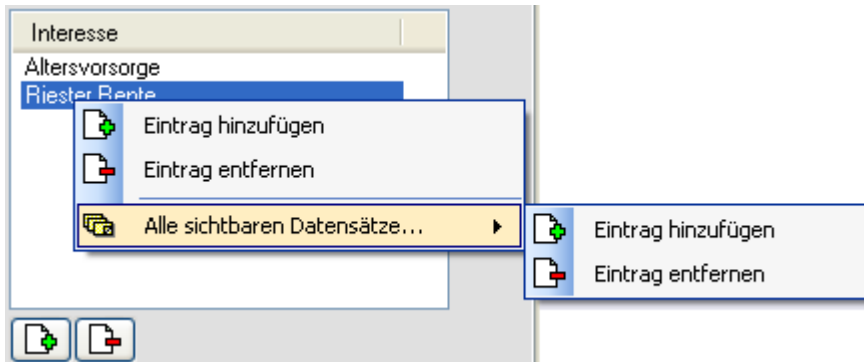 Interesse
Altersvorsorge
Riester Rente
Eintrag hinzufügen
Eintrag entfernen
Alle sichtbaren Datensätze...
Eintrag hinzufügen
Eintrag entfernen